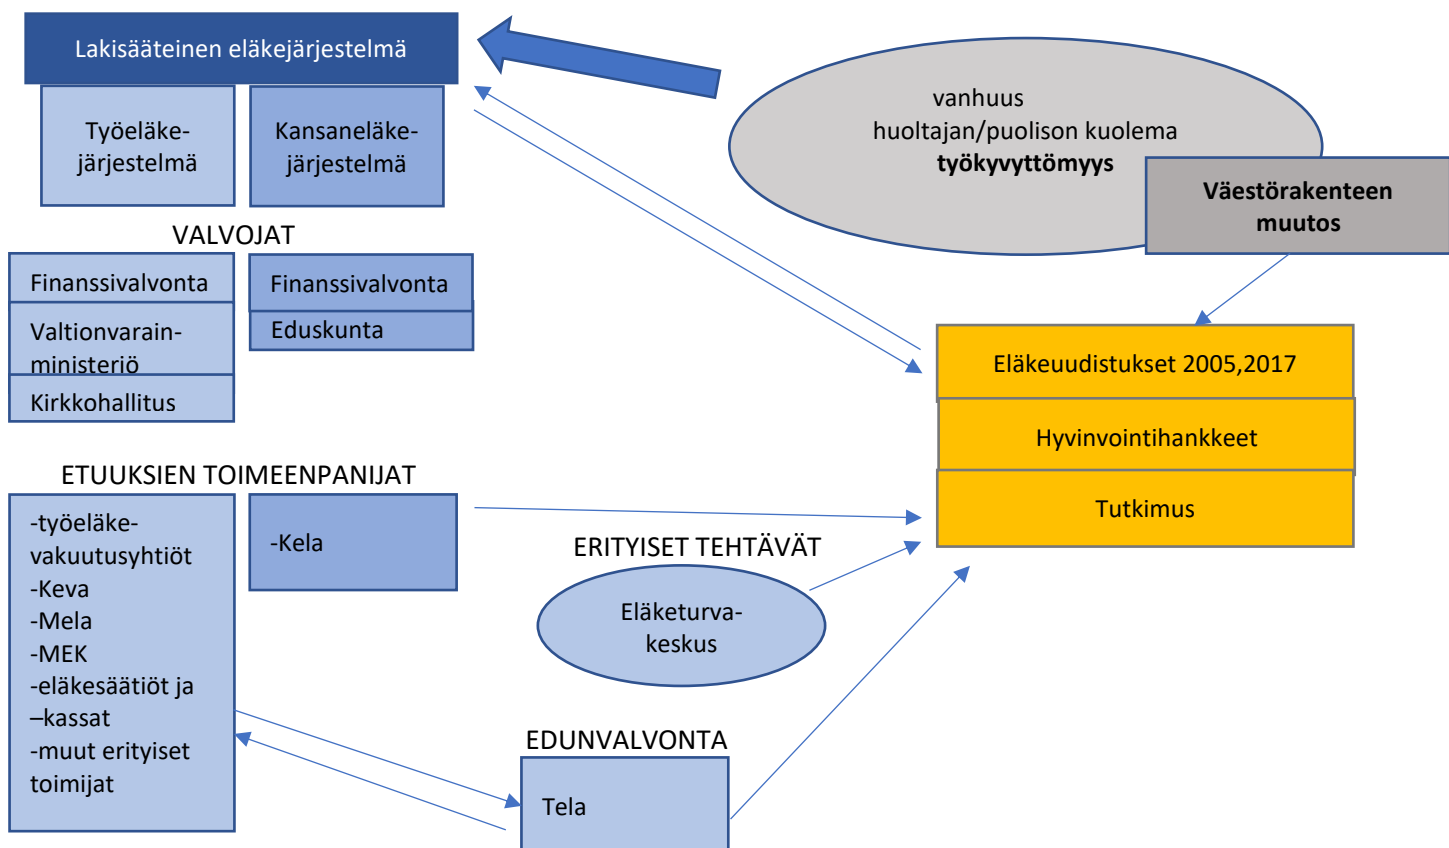 Lakisääteinen eläkejärjestelmä
Työeläke-
järjestelmä
Kansaneläke-
järjestelmä
vanhuus
huoltajan/puolison kuolema
työkyvyttömyys
Väestörakenteen
muutos
VALVOJAT
Finanssivalvonta
Valtionvarain-
ministeriö
Kirkkohallitus
Finanssivalvonta
Eduskunta
Eläkeuudistukset 2005,2017
Hyvinvointihankkeet
Tutkimus
ETUUKSIEN TOIMEENPANIJAT
-työeläke-
vakuutusyhtiöt
-Keva
-Mela
-MEK
-eläkesäätiöt ja
–kassat
-muut erityiset
toimijat
-Kela
ERITYISET TEHTÄVÄT
Eläketurva-
keskus
EDUNVALVONTA
Tela